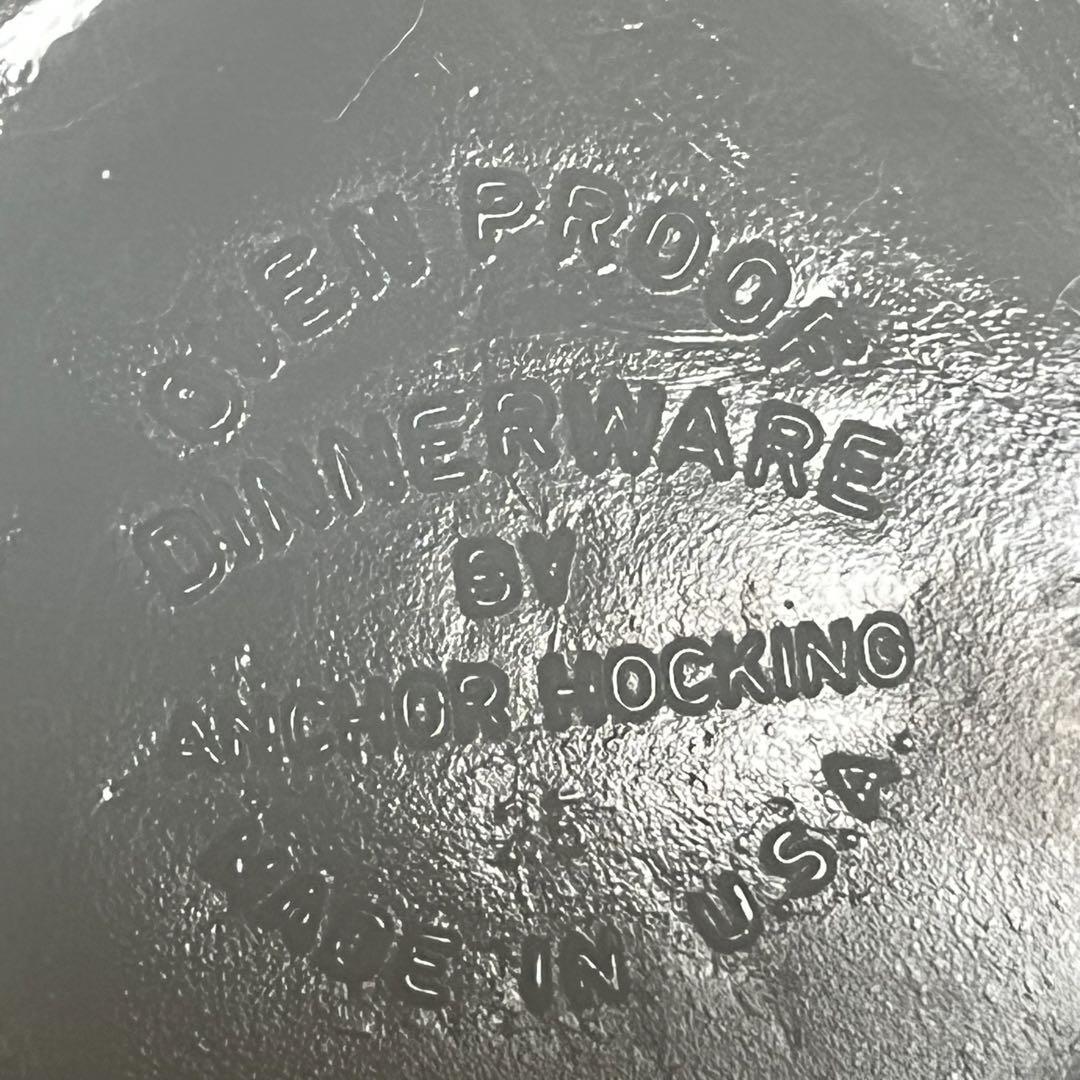 OVEN PROOF
DINNERWARE
BY
ANCHOR HOCKING
MADE IN U.S.A.